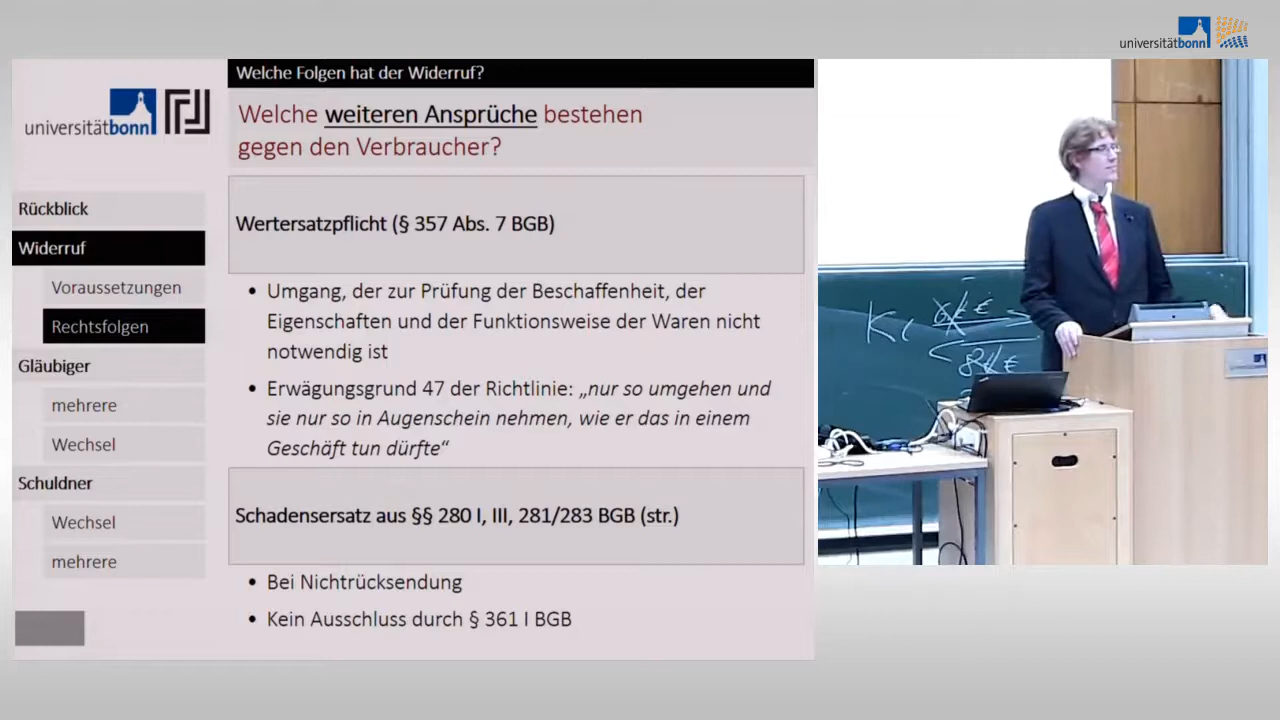 universitätbonn
Welche Folgen hat der Widerruf?
universitätbonn
Welche weiteren Ansprüche bestehen
gegen den Verbraucher?
Rückblick
Widerruf
Voraussetzungen
Rechtsfolgen
Gläubiger
mehrere
Wechsel
Schuldner
Wechsel
mehrere
Wertersatzpflicht (§ 357 Abs. 7 BGB)
• Umgang, der zur Prüfung der Beschaffenheit, der
Eigenschaften und der Funktionsweise der Waren nicht
notwendig ist
• Erwägungsgrund 47 der Richtlinie: „nur so umgehen und
sie nur so in Augenschein nehmen, wie er das in einem
Geschäft tun dürfte“
Schadensersatz aus §§ 280 I, III, 281/283 BGB (str.)
• Bei Nichtrücksendung
• Kein Ausschluss durch § 361 I BGB